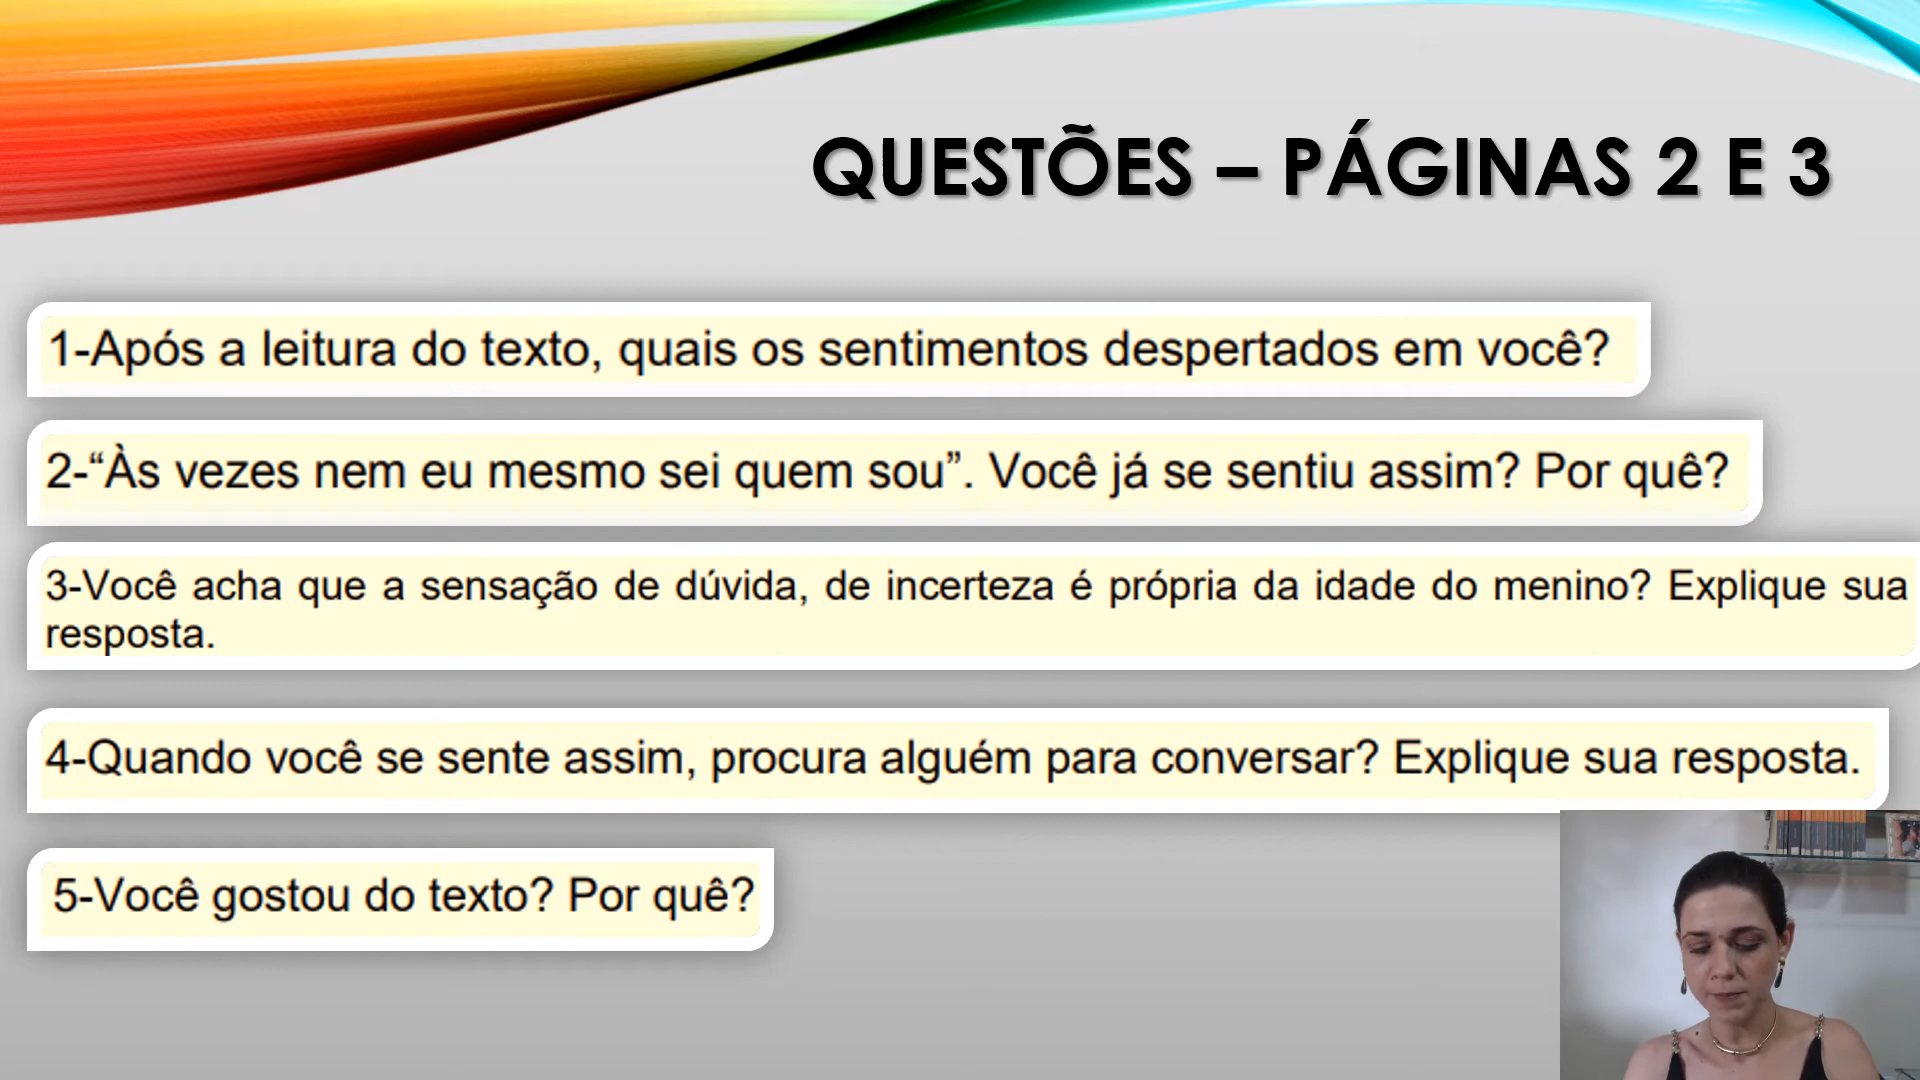 QUESTÕES – PÁGINAS 2 E 3
1-Após a leitura do texto, quais os sentimentos despertados em você?
2-“Às vezes nem eu mesmo sei quem sou”. Você já se sentiu assim? Por quê?
3-Você acha que a sensação de dúvida, de incerteza é própria da idade do menino? Explique sua
resposta.
4-Quando você se sente assim, procura alguém para conversar? Explique sua resposta.
5-Você gostou do texto? Por quê?